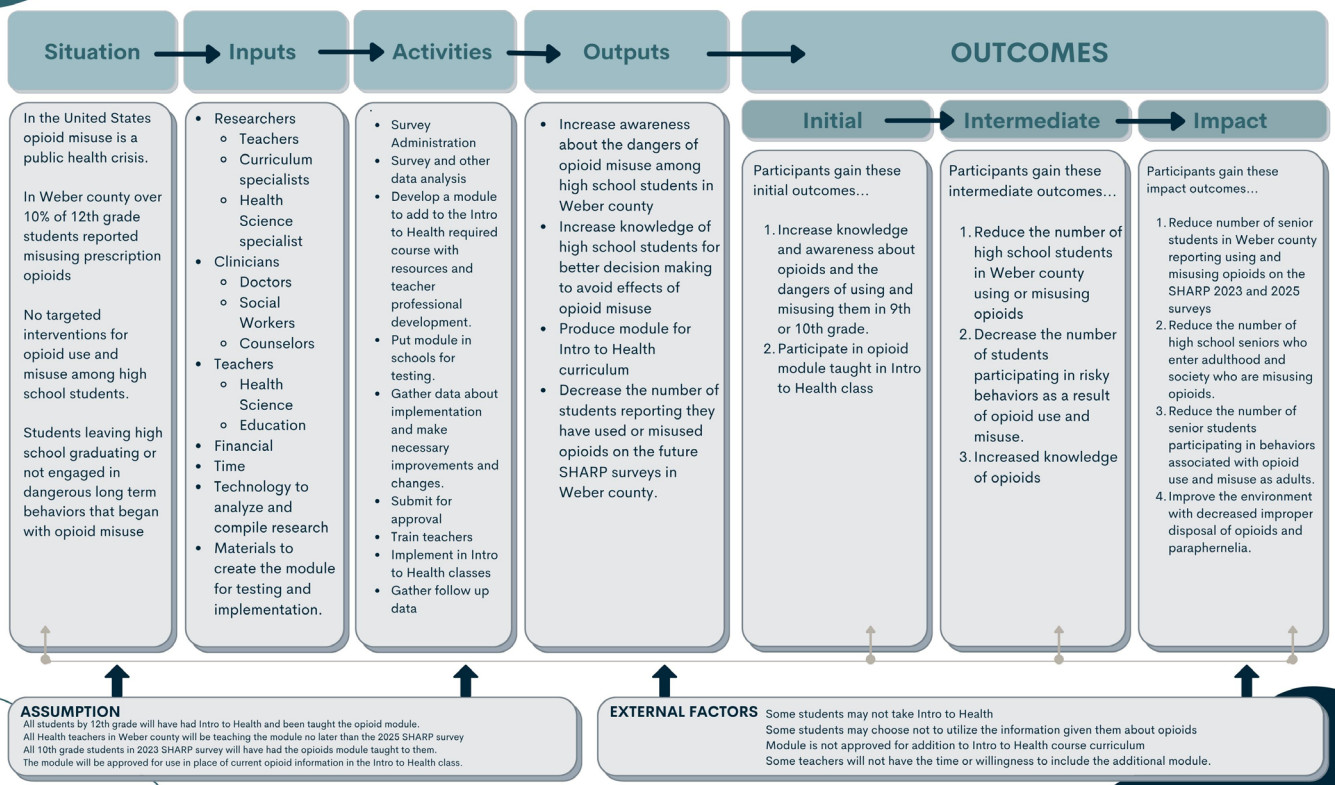 Situation
Inputs
Activities
Outputs
OUTCOMES
In the United States
opioid misuse is a
public health crisis.
In Weber county over
10% of 12th grade
students reported
misusing prescription
opioids
No targeted
interventions for
opioid use and
misuse among high
school students.
Students leaving high
school graduating or
not engaged in
dangerous long term
behaviors that began
with opioid misuse
• Researchers
◦ Teachers
◦ Curriculum
specialists
◦ Health
Science
specialist
• Clinicians
◦ Doctors
◦ Social
Workers
◦ Counselors
• Teachers
◦ Health
Science
◦ Education
• Financial
• Time
• Technology to
analyze and
compile research
• Materials to
create the module
for testing and
implementation.
• Survey
Administration
• Survey and other
data analysis
• Develop a module
to add to the Intro
to Health required
course with
resources and
teacher
professional
development.
• Put module in
schools for
testing.
• Gather data about
implementation
and make
necessary
improvements and
changes.
• Submit for
approval
• Train teachers
• Implement in Intro
to Health classes
• Gather follow up
data
• Increase awareness
about the dangers of
opioid misuse among
high school students in
Weber county
• Increase knowledge of
high school students for
better decision making
to avoid effects of
opioid misuse
• Produce module for
Intro to Health
curriculum
• Decrease the number of
students reporting they
have used or misused
opioids on the future
SHARP surveys in
Weber county.
Initial
Participants gain these
initial outcomes...
1. Increase knowledge
and awareness about
opioids and the
dangers of using and
misusing them in 9th
or 10th grade.
2. Participate in opioid
module taught in Intro
to Health class
Intermediate
Participants gain these
intermediate outcomes...
1. Reduce the number of
high school students
in Weber county
using or misusing
opioids
2. Decrease the number
of students
participating in risky
behaviors as a result
of opioid use and
misuse.
3. Increased knowledge
of opioids
Impact
Participants gain these
impact outcomes...
1. Reduce number of senior
students in Weber county
reporting using and
misusing opioids on the
SHARP 2023 and 2025
surveys
2. Reduce the number of
high school seniors who
enter adulthood and
society who are misusing
opioids.
3. Reduce the number of
senior students
participating in behaviors
associated with opioid
use and misuse as adults.
4. Improve the environment
with decreased improper
disposal of opioids and
paraphernelia.
ASSUMPTION
All students by 12th grade will have had Intro to Health and been taught the opioid module.
All Health teachers in Weber county will be teaching the module no later than the 2025 SHARP survey
All 10th grade students in 2023 SHARP survey will have had the opioids module taught to them.
The module will be approved for use in place of current opioid information in the Intro to Health class.
EXTERNAL FACTORS
Some students may not take Intro to Health
Some students may choose not to utilize the information given them about opioids
Module is not approved for addition to Intro to Health course curriculum
Some teachers will not have the time or willingness to include the additional module.